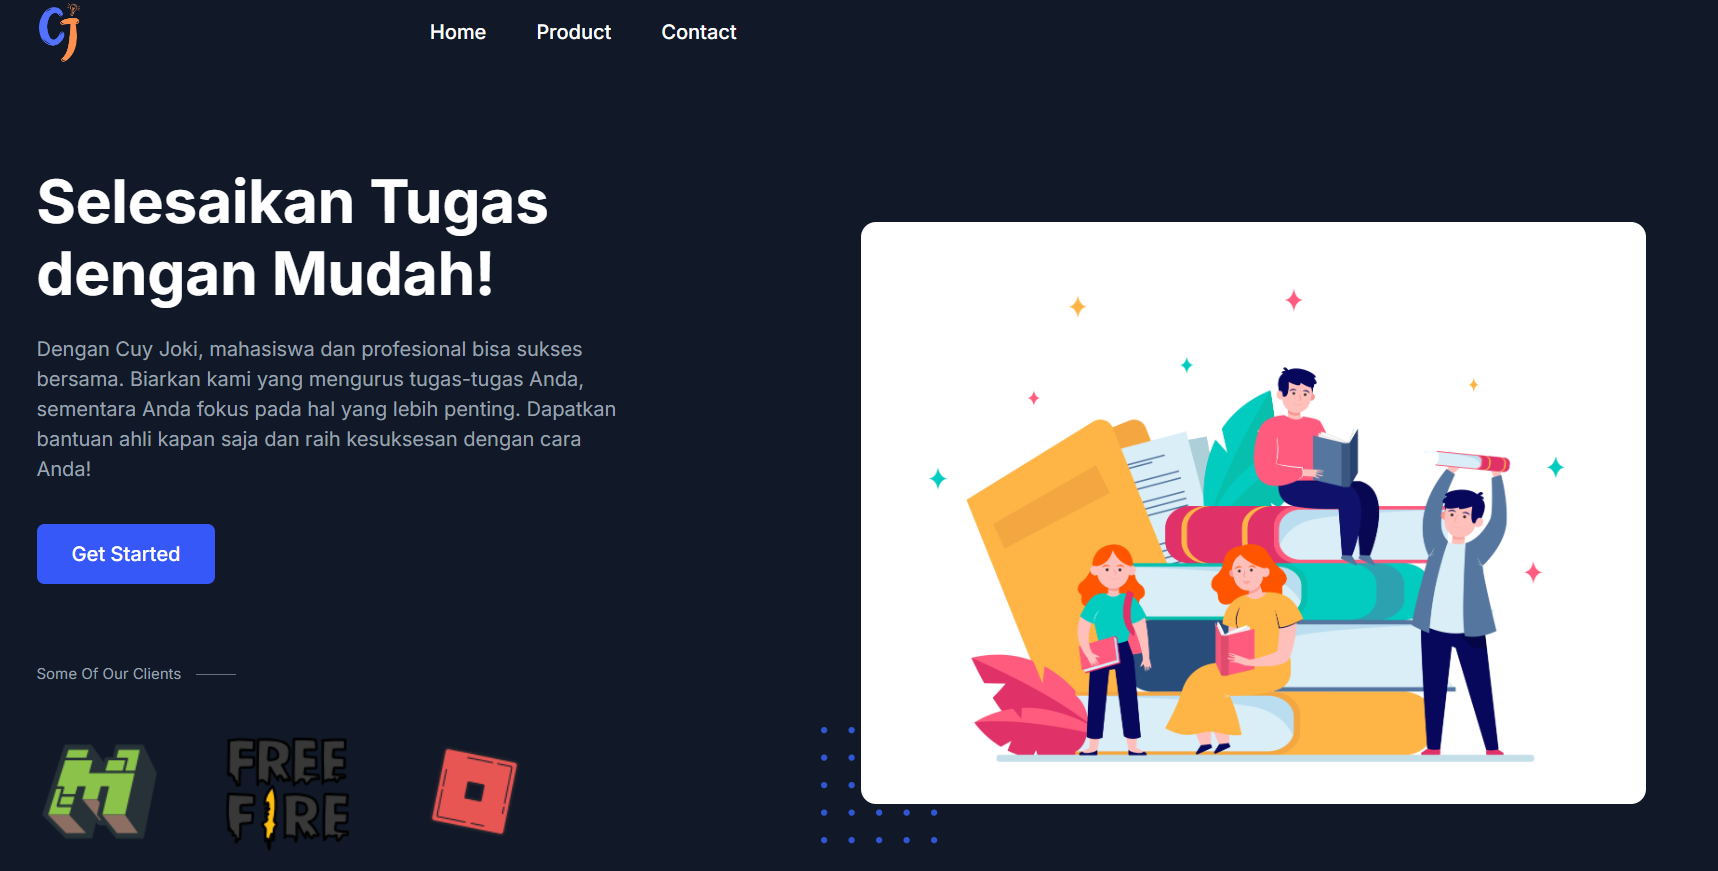 CJ
Home Product Contact
Selesaikan Tugas
dengan Mudah!
Dengan Cuy Joki, mahasiswa dan profesional bisa sukses
bersama. Biarkan kami yang mengurus tugas-tugas Anda,
sementara Anda fokus pada hal yang lebih penting. Dapatkan
bantuan ahli kapan saja dan raih kesuksesan dengan cara
Anda!
Get Started
Some Of Our Clients
FREE
FIRE